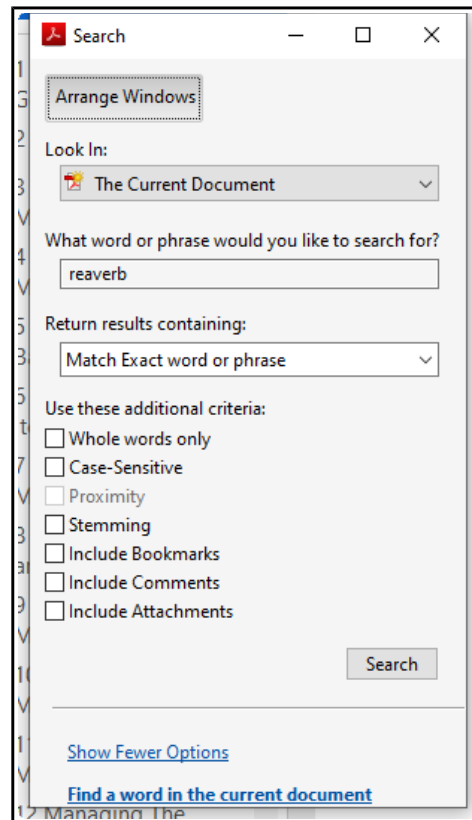 Search
Arrange Windows
Look In:
The Current Document
What word or phrase would you like to search for?
reaverb
Return results containing:
Match Exact word or phrase
Use these additional criteria:
Whole words only
Case-Sensitive
Proximity
Stemming
Include Bookmarks
Include Comments
Include Attachments
Search
Show Fewer Options
Find a word in the current document
12 Managing The